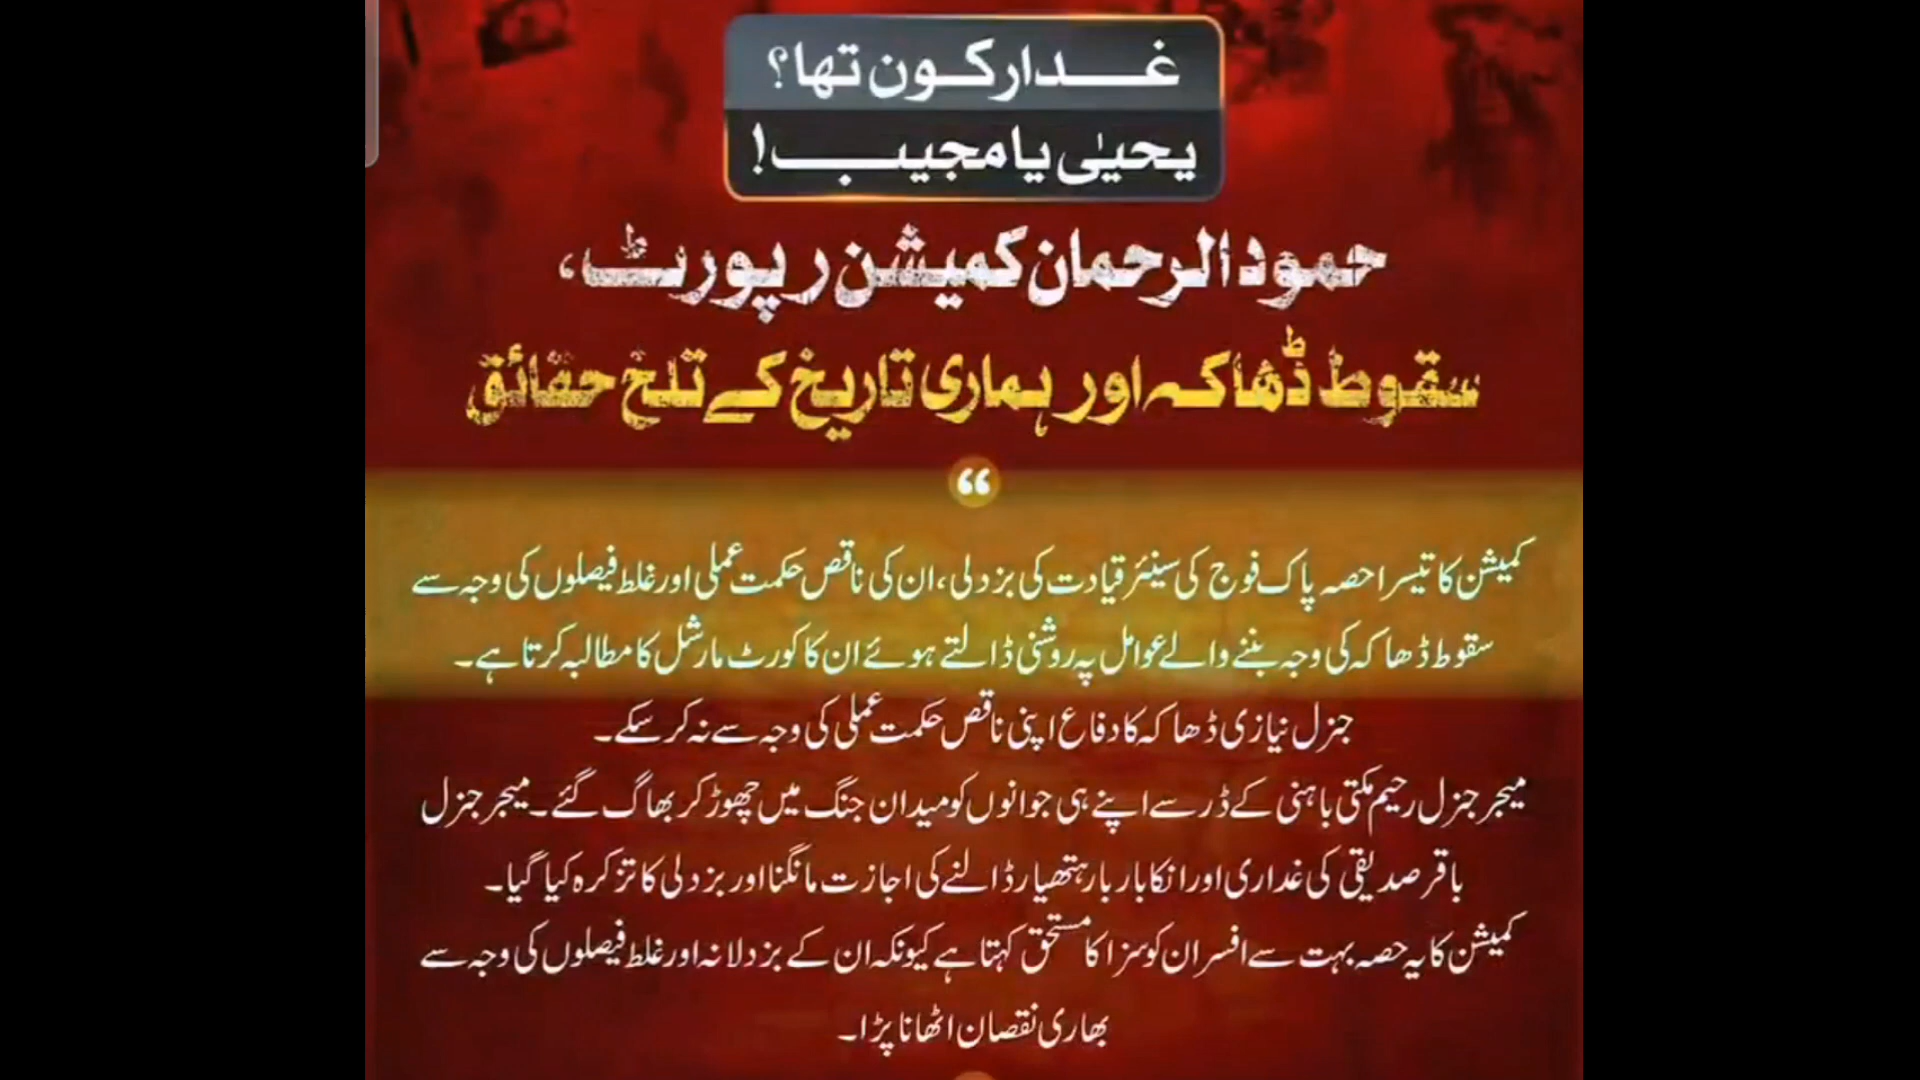 غدار کون تھا؟
یحییٰ یا مجیب!
حمود الرحمان کمیشن رپورٹ،
سقوط ڈھاکہ اور ہماری تاریخ کے تلخ حقائق
“
کمیشن کا تیسرا حصہ پاک فوج کی سینئر قیادت کی بزدلی، ان کی ناقص حکمت عملی اور غلط فیصلوں کی وجہ سے
سقوط ڈھاکہ کی وجہ بننے والے عوامل پہ روشنی ڈالتے ہوئے ان کا کورٹ مارشل کا مطالبہ کرتا ہے۔
جنرل نیازی ڈھاکہ کا دفاع اپنی ناقص حکمت عملی کی وجہ سے نہ کر سکے۔
میجر جنرل رحیم مکتی باہنی کے ڈر سے اپنے ہی جوانوں کو میدان جنگ میں چھوڑ کر بھاگ گئے۔ میجر جنرل
باقر صدیقی کی غداری اور انکا بار بار ہتھیار ڈالنے کی اجازت مانگنا اور بزدلی کا تزکرہ کیا گیا۔
کمیشن کا یہ حصہ بہت سے افسران کو سزا کا مستحق کہتا ہے کیونکہ ان کے بزدلانہ اور غلط فیصلوں کی وجہ سے
بھاری نقصان اٹھانا پڑا۔